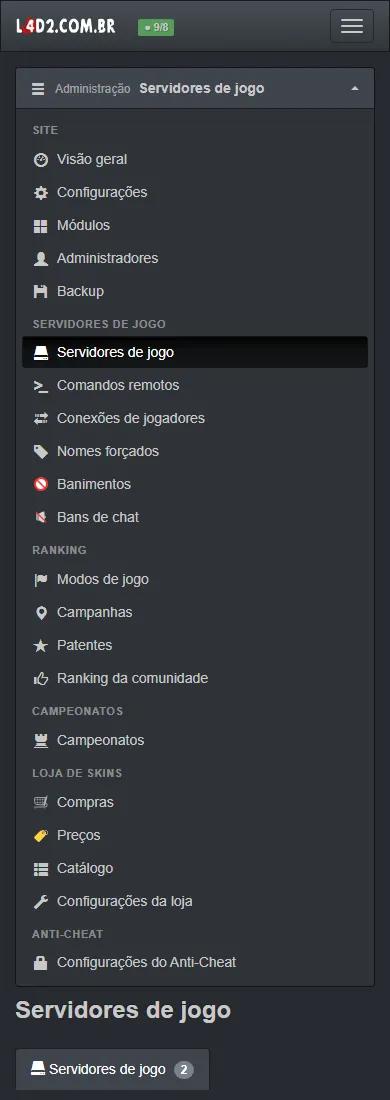 L4D2.COM.BR
● 9/8
Administração Servidores de jogo
SITE
Visão geral
Configurações
Módulos
Administradores
Backup
SERVIDORES DE JOGO
Servidores de jogo
Comandos remotos
Conexões de jogadores
Nomes forçados
Banimentos
Bans de chat
RANKING
Modos de jogo
Campanhas
Patentes
Ranking da comunidade
CAMPEONATOS
Campeonatos
LOJA DE SKINS
Compras
Preços
Catálogo
Configurações da loja
ANTI-CHEAT
Configurações do Anti-Cheat
Servidores de jogo
Servidores de jogo 2